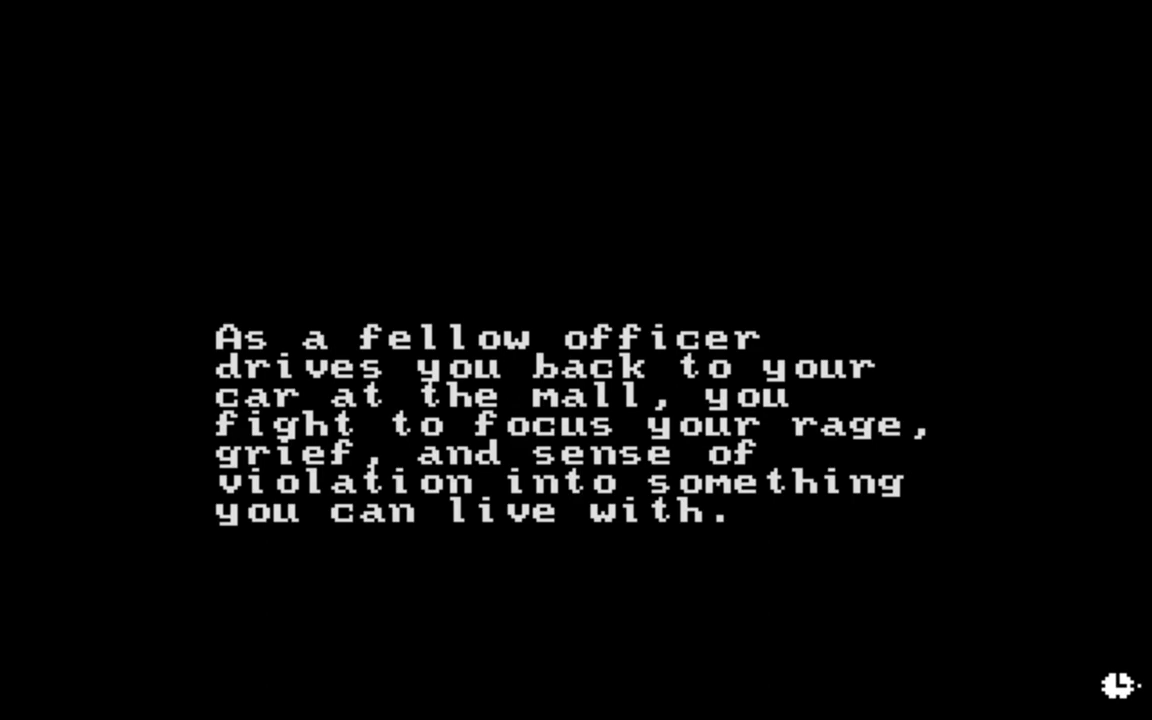 As a fellow officer
drives you back to your
car at the mall, you
fight to focus your rage,
grief, and sense of
violation into something
you can live with.